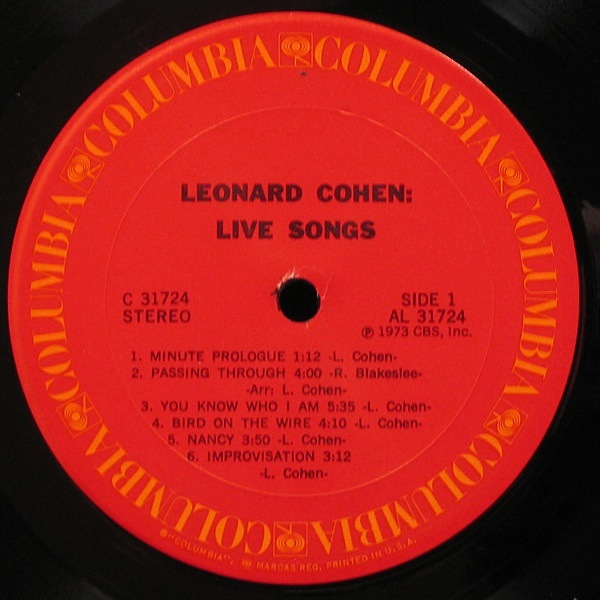 COLUMBIA COLUMBIA COLUMBIA COLUMBIA COLUMBIA COLUMBIA
LEONARD COHEN:
LIVE SONGS
C 31724
STEREO
SIDE 1
AL 31724
℗ 1973 CBS, Inc.
1. MINUTE PROLOGUE 1:12 -L. Cohen-
2. PASSING THROUGH 4:00 -R. Blakeslee-
-Arr: L. Cohen-
3. YOU KNOW WHO I AM 5:35 -L. Cohen-
4. BIRD ON THE WIRE 4:10 -L. Cohen-
5. NANCY 3:50 -L. Cohen-
6. IMPROVISATION 3:12
-L. Cohen-
®"COLUMBIA", MARCAS REG. PRINTED IN U.S.A.